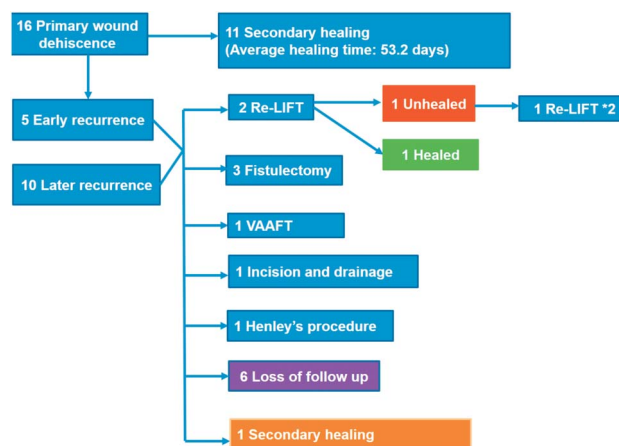 16 Primary wound
dehiscence
11 Secondary healing
(Average healing time: 53.2 days)
5 Early recurrence
10 Later recurrence
2 Re-LIFT
1 Unhealed
1 Re-LIFT *2
1 Healed
3 Fistulectomy
1 VAAFT
1 Incision and drainage
1 Henley's procedure
6 Loss of follow up
1 Secondary healing